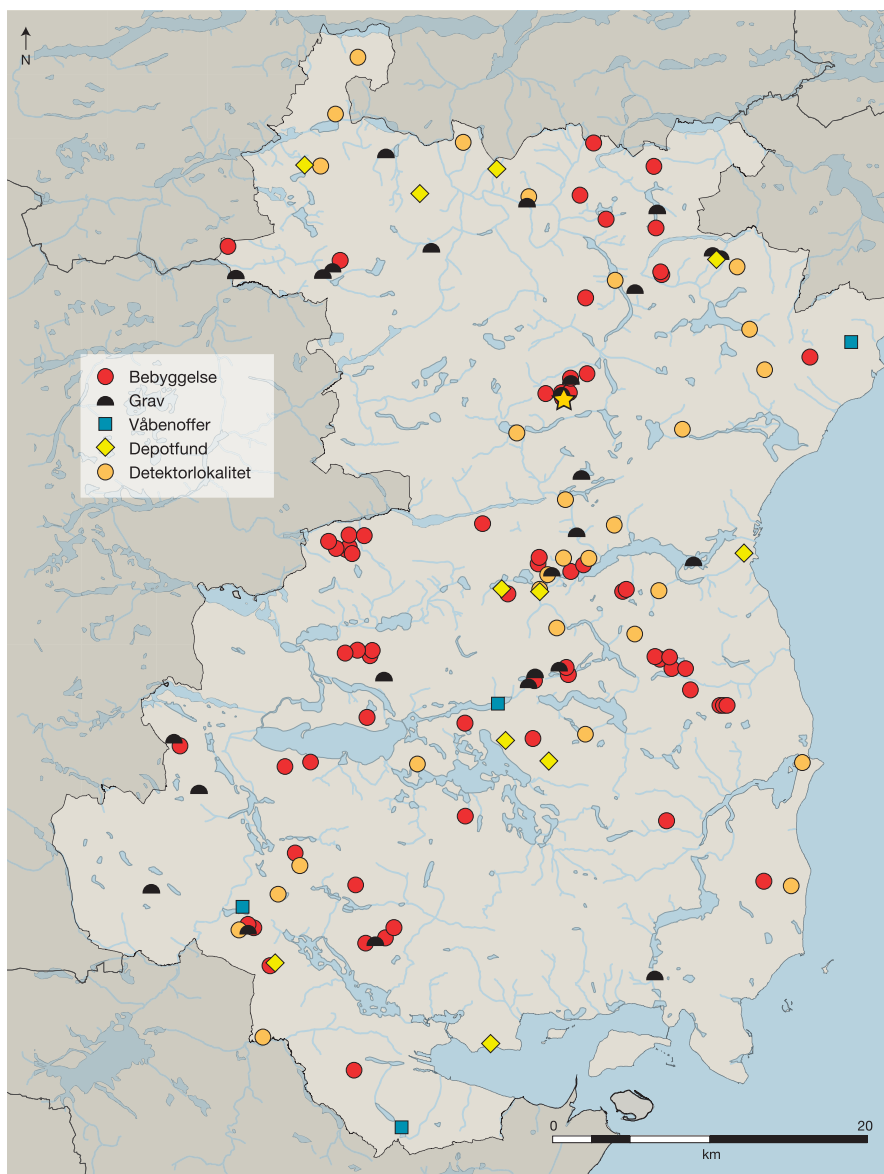 N
Bebyggelse
Grav
Våbenoffer
Depotfund
Detektorlokalitet
0 20
km